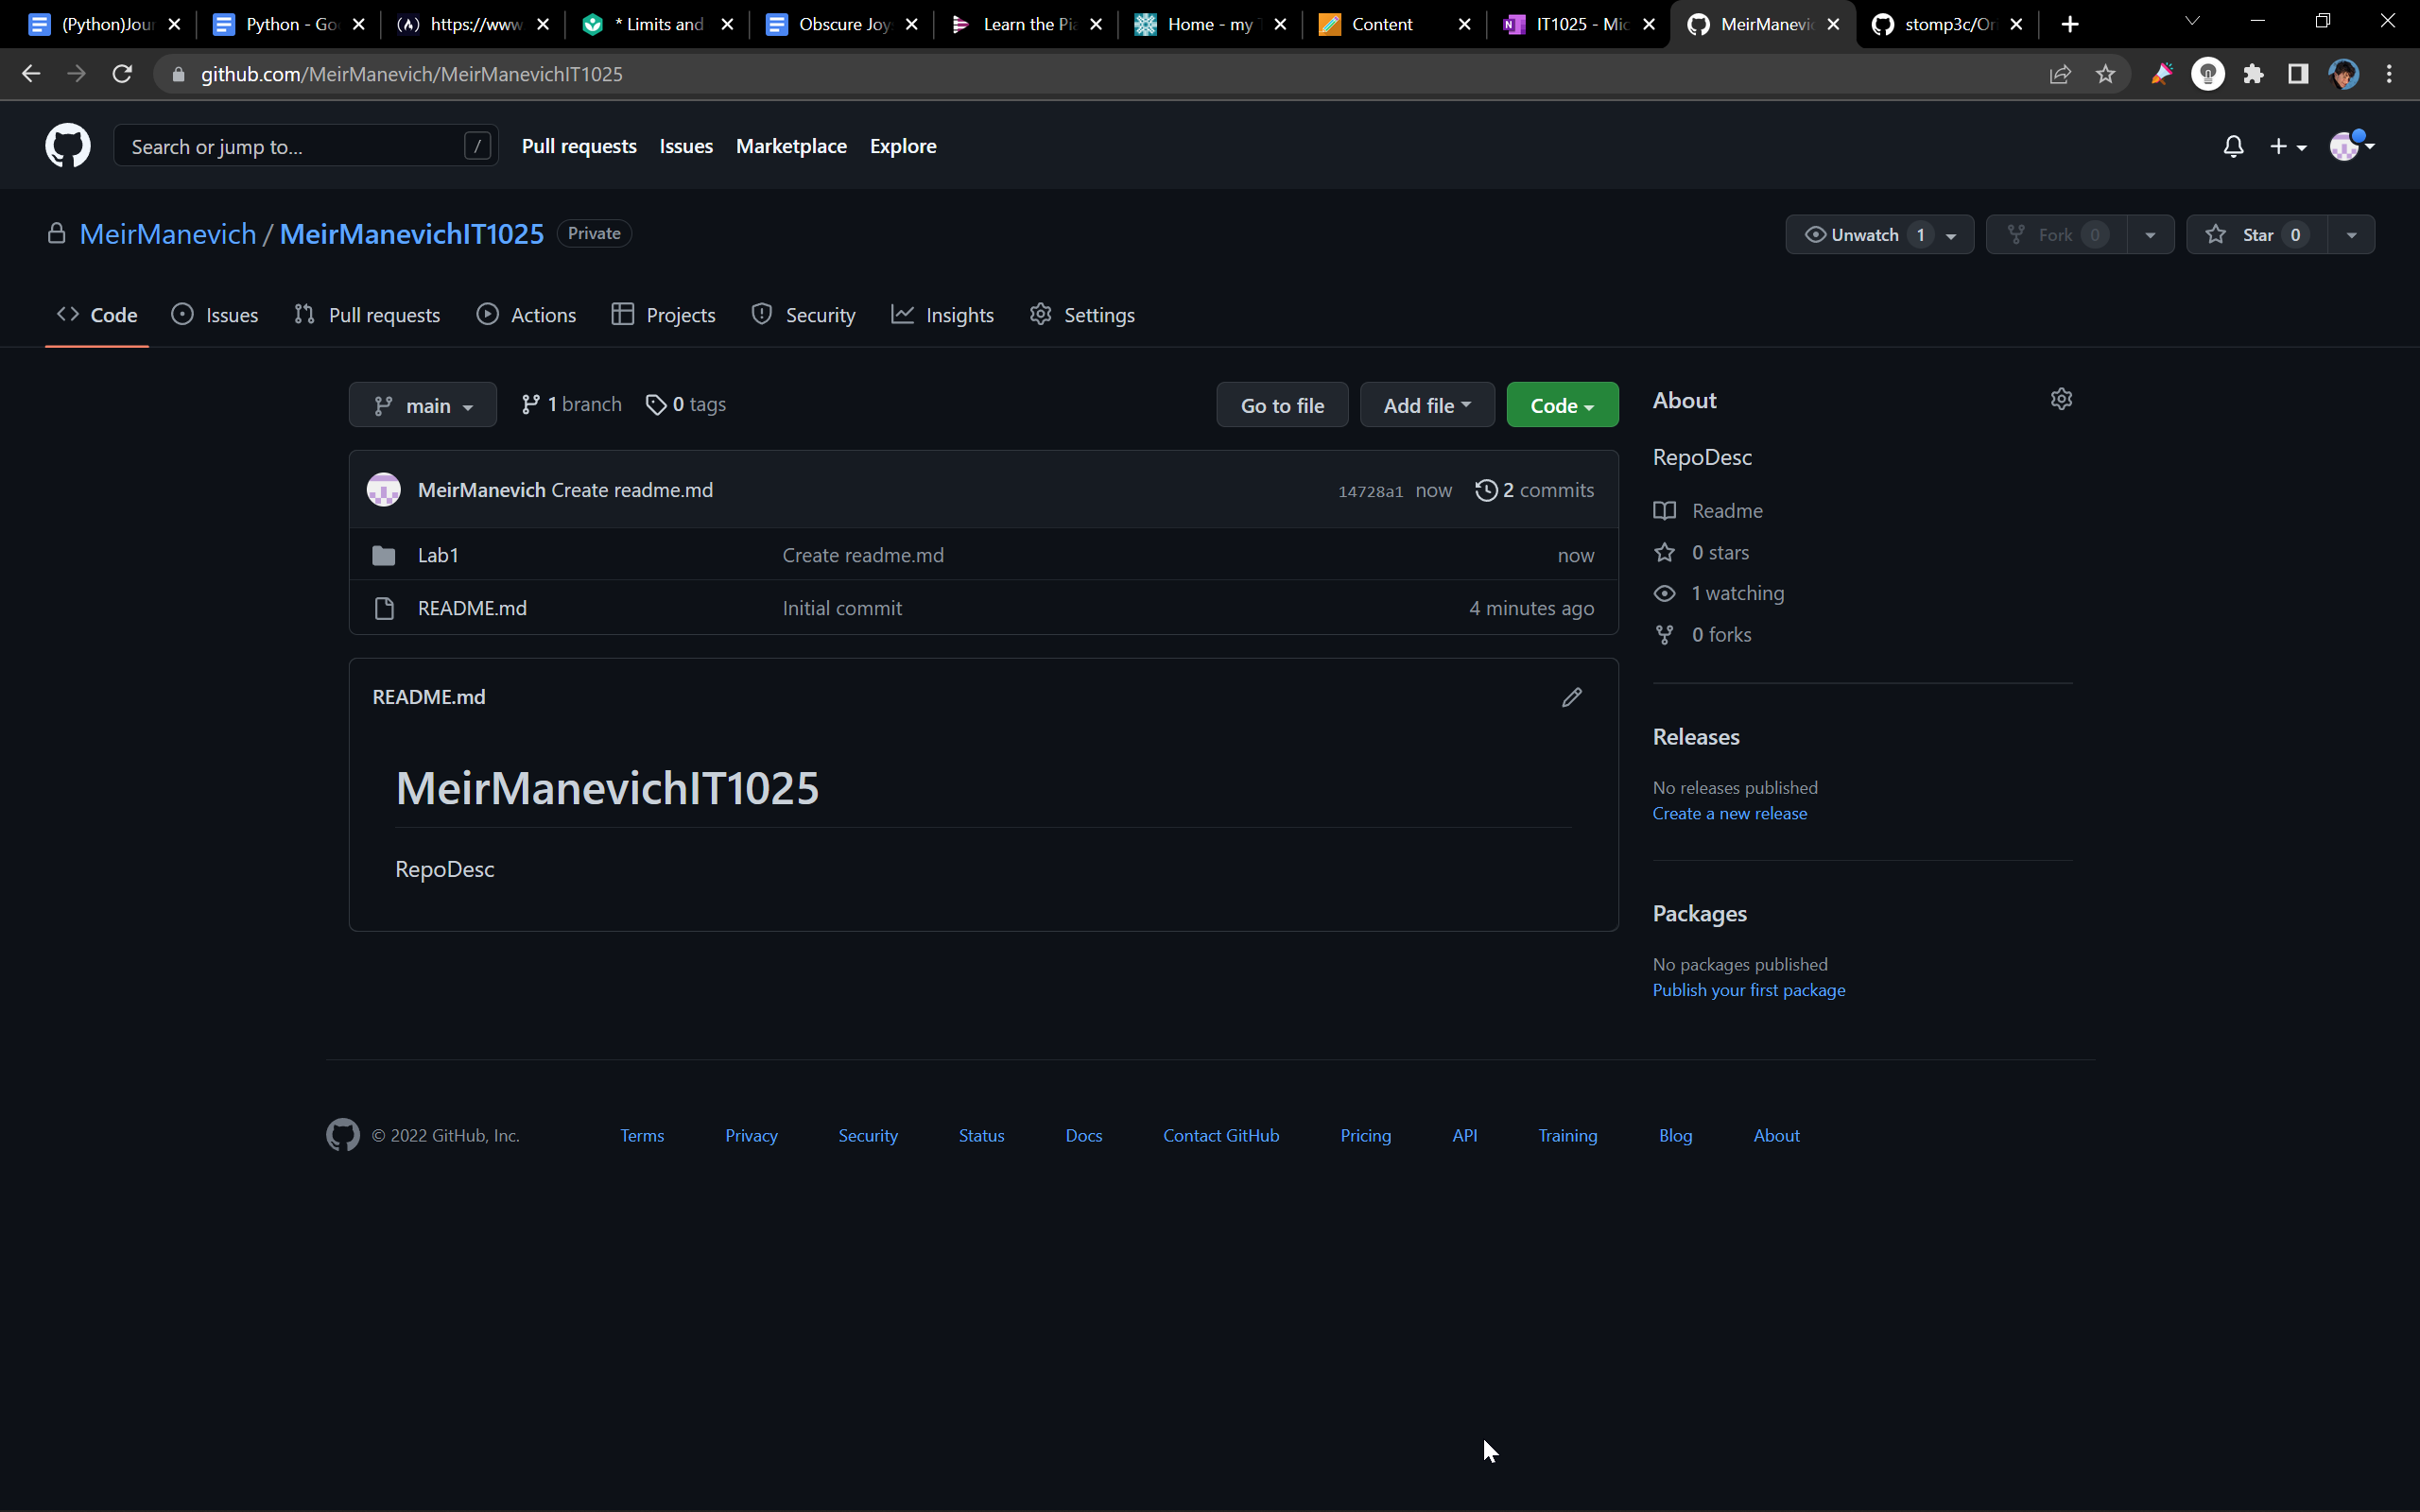 (Python)Jour
Python - Go
(ʌ) https://www
* Limits and
Obscure Joy
Learn the Pia
Home - my T
Content
N IT1025 - Mic
MeirManevic
stomp3c/Or
github.com/MeirManevich/MeirManevichIT1025
Search or jump to... /
Pull requests Issues Marketplace Explore
MeirManevich / MeirManevichIT1025 Private
Unwatch 1 Fork 0 Star 0
Code Issues Pull requests Actions Projects Security Insights Settings
main 1 branch 0 tags Go to file Add file Code
MeirManevich Create readme.md 14728a1 now 2 commits
Lab1 Create readme.md now
README.md Initial commit 4 minutes ago
README.md
MeirManevichIT1025
RepoDesc
About
RepoDesc
Readme
0 stars
1 watching
0 forks
Releases
No releases published
Create a new release
Packages
No packages published
Publish your first package
© 2022 GitHub, Inc. Terms Privacy Security Status Docs Contact GitHub Pricing API Training Blog About